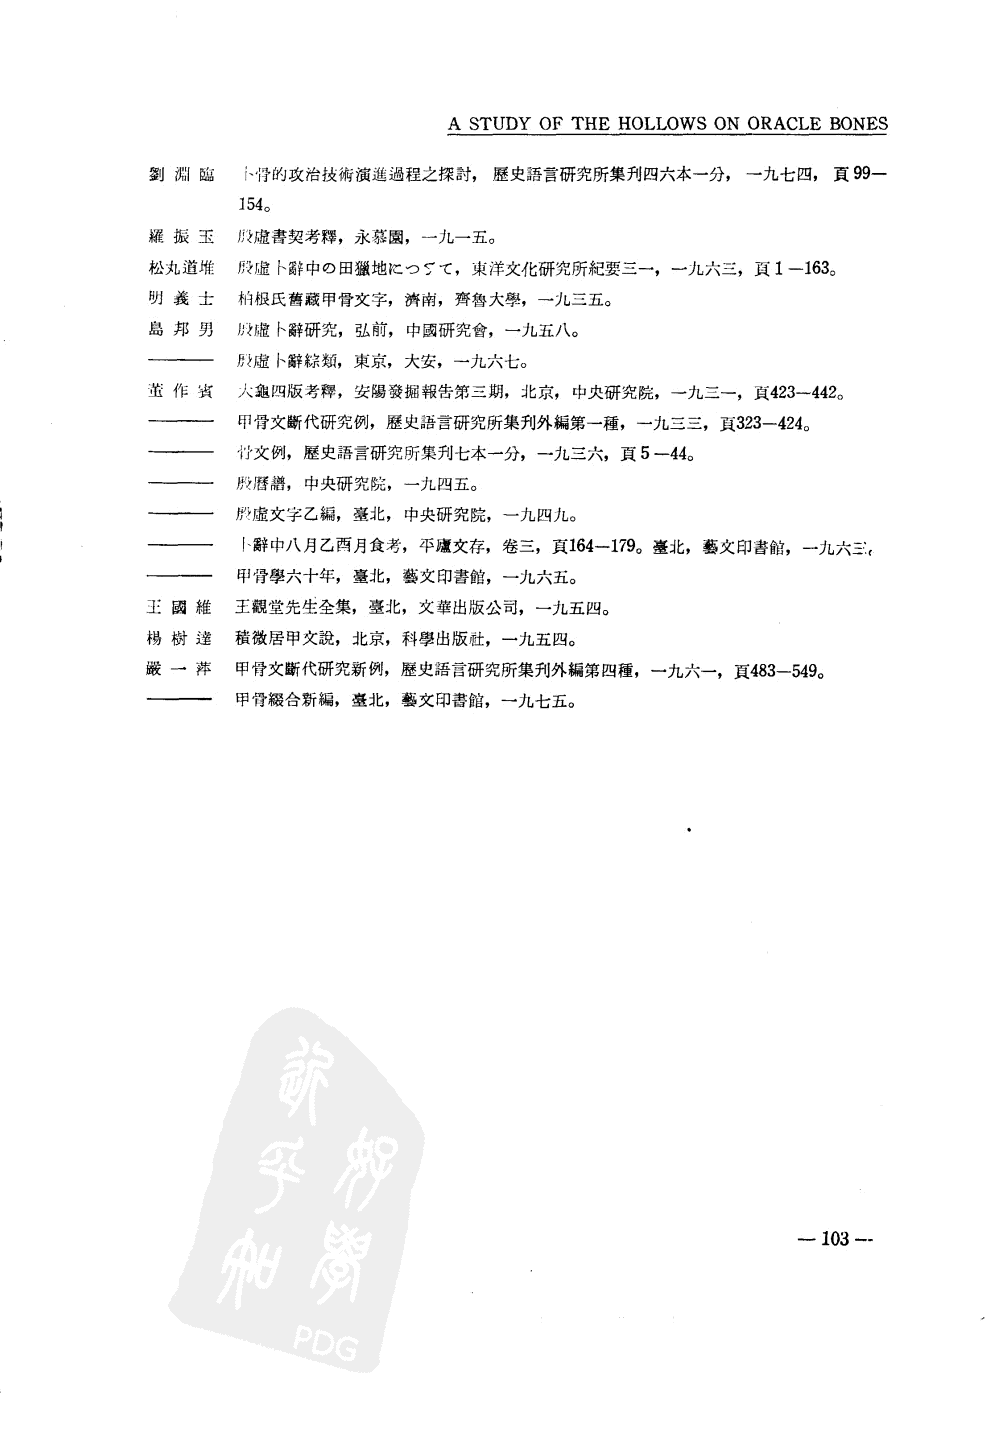 A STUDY OF THE HOLLOWS ON ORACLE BONES
劉淵臨 卜骨的攻治技術演進過程之探討，歷史語言研究所集刋四六本一分，一九七四，頁99—
154。
羅振玉 殷虛書契考釋，永慕園，一九一五。
松丸道雄 殷虛卜辭中の田獵地につぅて，東洋文化研究所紀要三一，一九六三，頁1—163。
明義士 柏根氏舊藏甲骨文字，濟南，齊魯大學，一九三五。
島邦男 殷虛卜辭研究，弘前，中國研究會，一九五八。
——— 殷虛卜辭綜類，東京，大安，一九六七。
董作賓 大龜四版考釋，安陽發掘報告第三期，北京，中央研究院，一九三一，頁423—442。
——— 甲骨文斷代研究例，歷史語言研究所集刋外編第一種，一九三三，頁323—424。
——— 骨文例，歷史語言研究所集刋七本一分，一九三六，頁5—44。
——— 殷曆譜，中央研究院，一九四五。
——— 殷虛文字乙編，臺北，中央研究院，一九四九。
——— 卜辭中八月乙酉月食考，平廬文存，卷三，頁164—179。臺北，藝文印書館，一九六三。
——— 甲骨學六十年，臺北，藝文印書館，一九六五。
王國維 王觀堂先生全集，臺北，文華出版公司，一九五四。
楊樹達 積微居甲文說，北京，科學出版社，一九五四。
嚴一萍 甲骨文斷代研究新例，歷史語言研究所集刋外編第四種，一九六一，頁483—549。
——— 甲骨綴合新編，臺北，藝文印書館，一九七五。
— 103 —
好學
近乎知
PDG